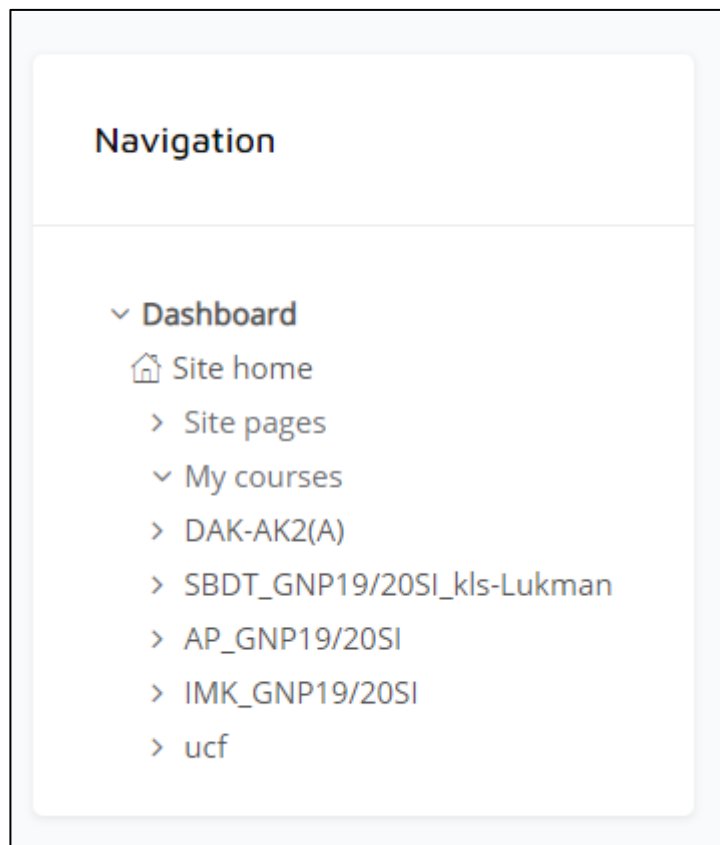 Navigation
Dashboard
Site home
Site pages
My courses
DAK-AK2(A)
SBDT_GNP19/20SI_kls-Lukman
AP_GNP19/20SI
IMK_GNP19/20SI
ucf